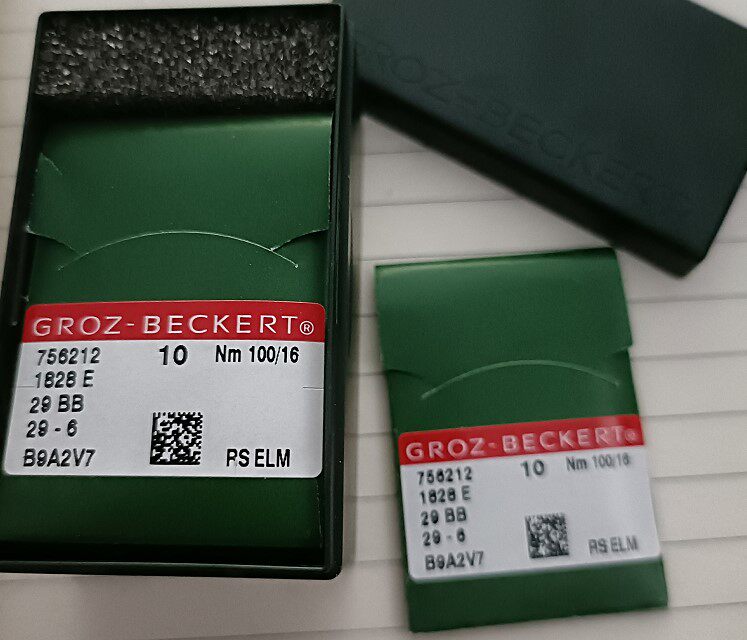 GROZ-BECKERT
GROZ-BECKERT®
756212 10 Nm 100/16
1828 E
29 BB
29 - 6
B9A2V7 RS ELM
GROZ-BECKERT®
756212 10 Nm 100/16
1828 E
29 BB
29 - 6
B9A2V7 RS ELM